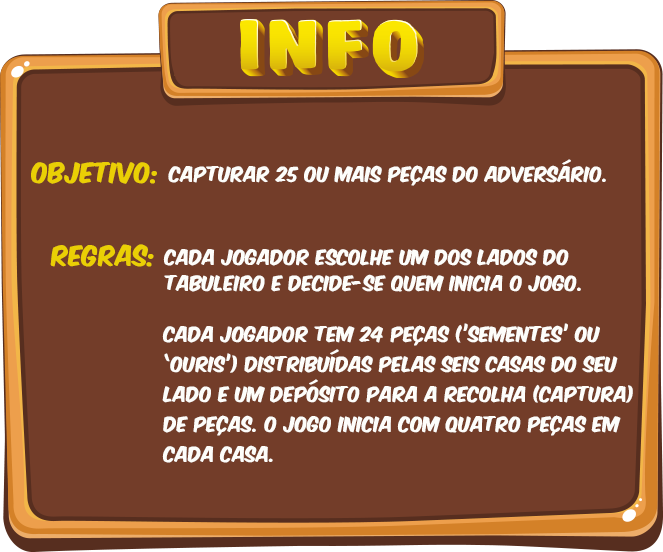 INFO
OBJETIVO: CAPTURAR 25 OU MAIS PEÇAS DO ADVERSÁRIO.
REGRAS: CADA JOGADOR ESCOLHE UM DOS LADOS DO
TABULEIRO E DECIDE-SE QUEM INICIA O JOGO.
CADA JOGADOR TEM 24 PEÇAS ('SEMENTES' OU
'OURIS') DISTRIBUÍDAS PELAS SEIS CASAS DO SEU
LADO E UM DEPÓSITO PARA A RECOLHA (CAPTURA)
DE PEÇAS. O JOGO INICIA COM QUATRO PEÇAS EM
CADA CASA.